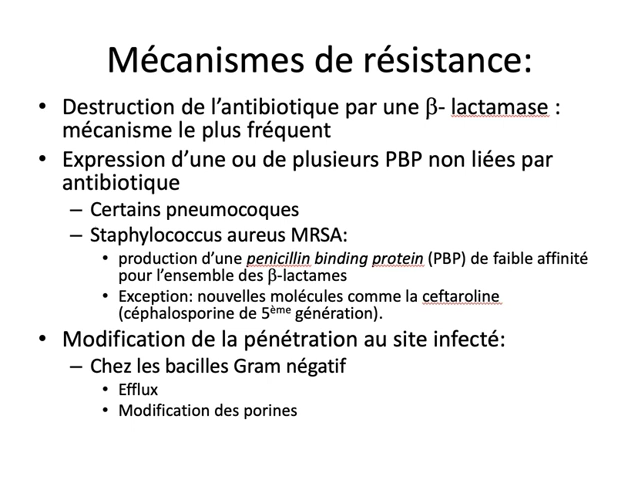 Mécanismes de résistance:
• Destruction de l’antibiotique par une β- lactamase :
mécanisme le plus fréquent
• Expression d’une ou de plusieurs PBP non liées par
antibiotique
– Certains pneumocoques
– Staphylococcus aureus MRSA:
• production d’une penicillin binding protein (PBP) de faible affinité
pour l’ensemble des β-lactames
• Exception: nouvelles molécules comme la ceftaroline
(céphalosporine de 5ème génération).
• Modification de la pénétration au site infecté:
– Chez les bacilles Gram négatif
• Efflux
• Modification des porines